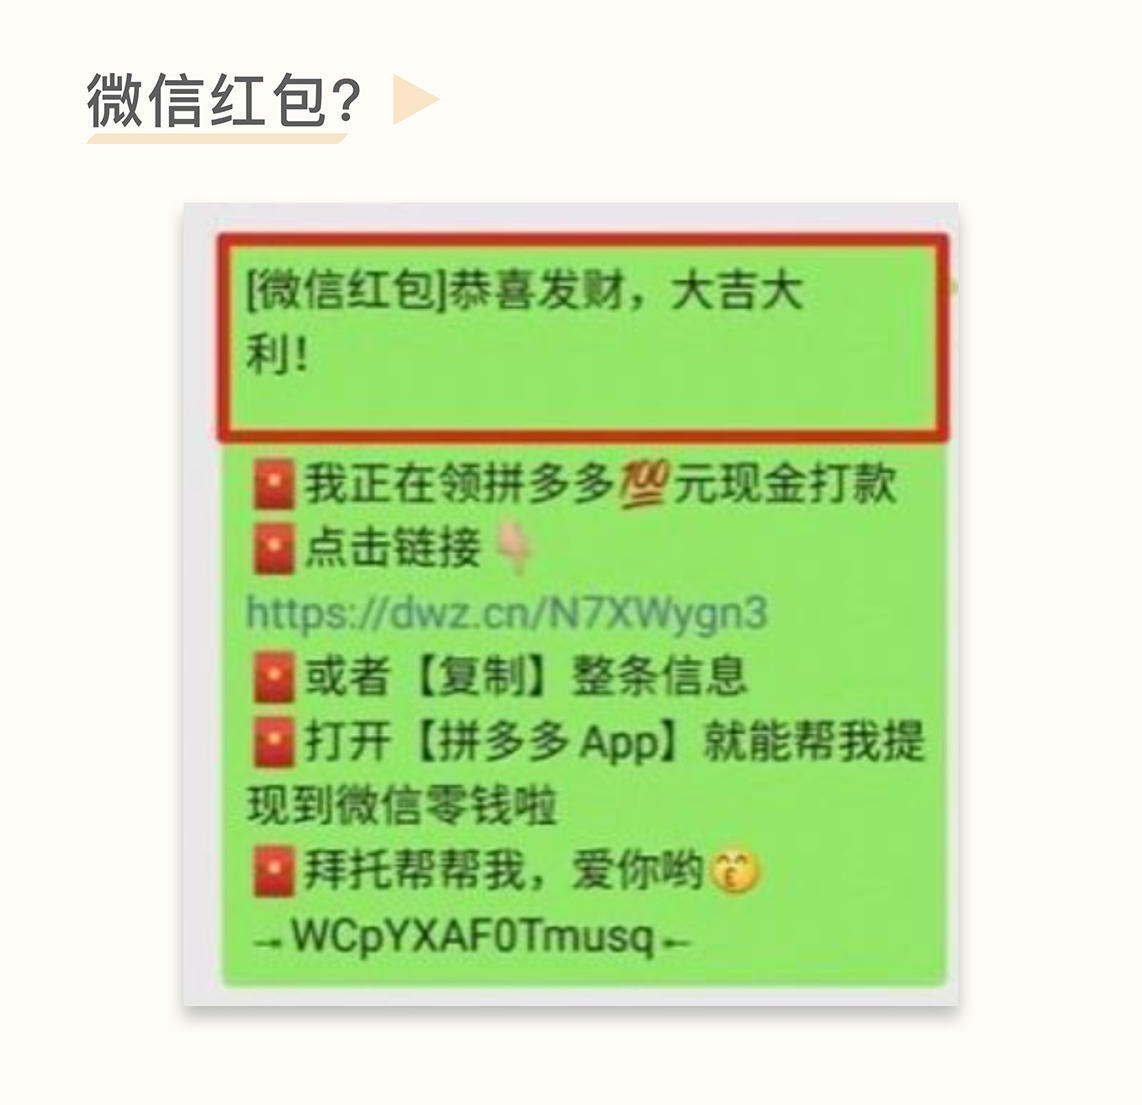 微信红包?
[微信红包]恭喜发财，大吉大
利！
🧧我正在领拼多多💯元现金打款
🧧点击链接👇🏻
https://dwz.cn/N7XWygn3
🧧或者【复制】整条信息
🧧打开【拼多多 App】就能帮我提
现到微信零钱啦
🧧拜托帮帮我，爱你哟😙
→WCpYXAF0Tmusq←